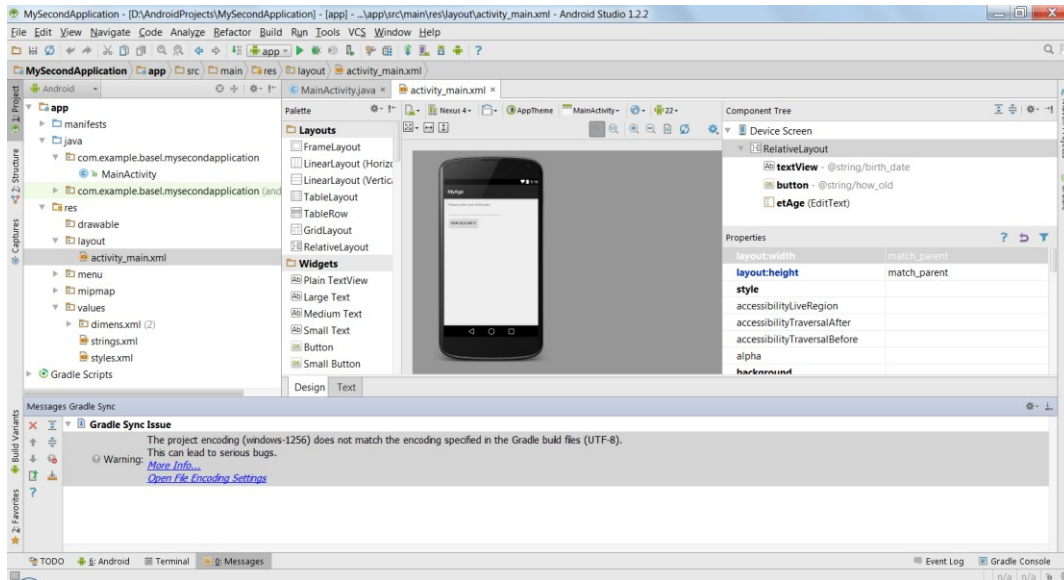 MySecondApplication - [D:\AndroidProjects\MySecondApplication] - [app] - ...\app\src\main\res\layout\activity_main.xml - Android Studio 1.2.2
File Edit View Navigate Code Analyze Refactor Build Run Tools VCS Window Help
app
MySecondApplication app src main res layout activity_main.xml
1: Project
Android
MainActivity.java
activity_main.xml
app
manifests
java
com.example.basel.mysecondapplication
MainActivity
com.example.basel.mysecondapplication (and
res
drawable
layout
activity_main.xml
menu
mipmap
values
dimens.xml (2)
strings.xml
styles.xml
Gradle Scripts
Z: Structure
Captures
Build Variants
2: Favorites
Palette
Layouts
FrameLayout
LinearLayout (Horizo
LinearLayout (Vertic
TableLayout
TableRow
GridLayout
RelativeLayout
Widgets
Plain TextView
Large Text
Medium Text
Small Text
Button
Small Button
Design Text
Nexus 4 AppTheme MainActivity 22
MyAge
HOW OLD AM I?
Component Tree
Device Screen
RelativeLayout
textView - @string/birth_date
button - @string/how_old
etAge (EditText)
Properties
layout:width match_parent
layout:height match_parent
style
accessibilityLiveRegion
accessibilityTraversalAfter
accessibilityTraversalBefore
alpha
background
Messages Gradle Sync
Gradle Sync Issue
Warning: The project encoding (windows-1256) does not match the encoding specified in the Gradle build files (UTF-8).
This can lead to serious bugs.
More Info...
Open File Encoding Settings
TODO 6: Android Terminal 0: Messages Event Log Gradle Console
n/a n/a